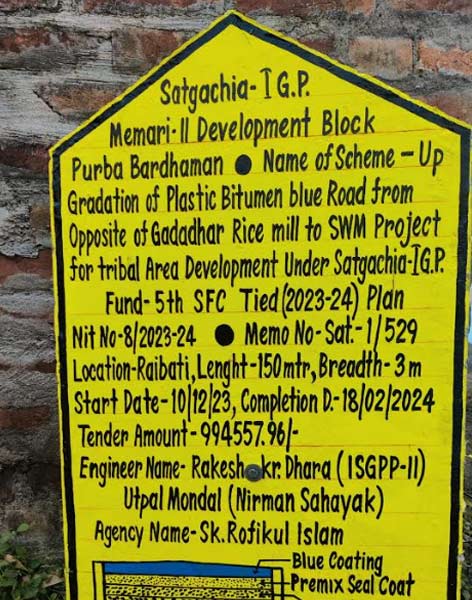 Satgachia-I G.P.
Memari-II Development Block
Purba Bardhaman ● Name of Scheme - Up
Gradation of Plastic Bitumen blue Road from
Opposite of Gadadhar Rice mill to SWM Project
for tribal Area Development Under Satgachia-I G.P.
Fund- 5th SFC Tied (2023-24) Plan
Nit No-8/2023-24 ● Memo No- Sat.- 1/529
Location-Raibati, Lenght-150mtr, Breadth-3m
Start Date-10/12/23, Completion D.-18/02/2024
Tender Amount-994557.96/-
Engineer Name- Rakesh kr. Dhara (ISGPP-II)
Utpal Mondal (Nirman Sahayak)
Agency Name-Sk. Rofikul Islam
Blue Coating
Premix Seal Coat